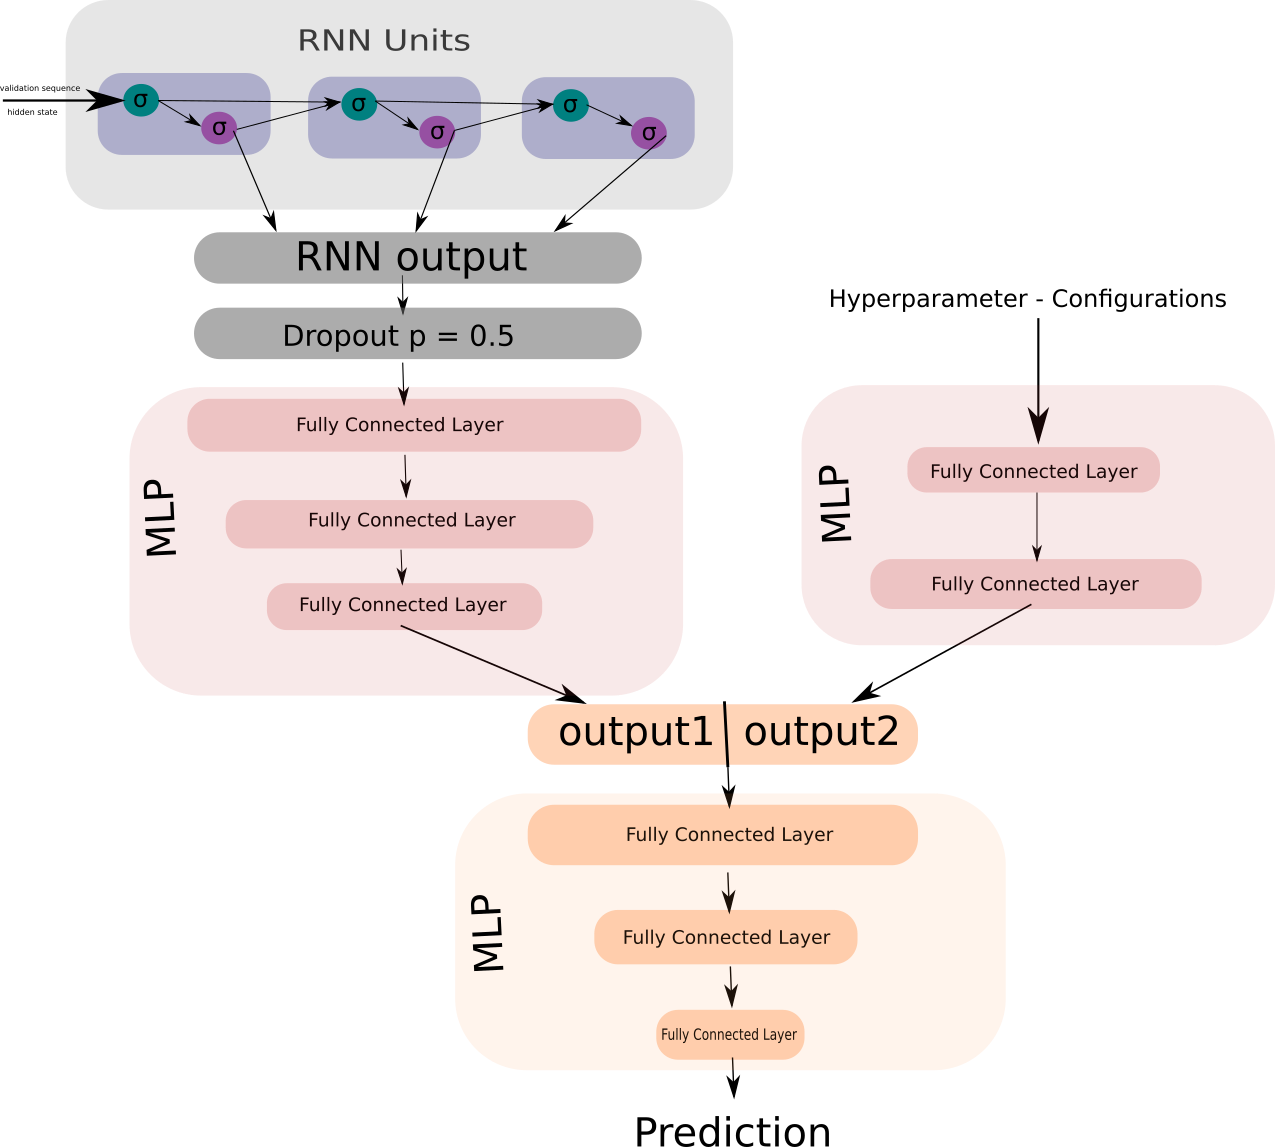 RNN Units
validation sequence
hidden state
σ
σ
σ
σ
σ
σ
RNN output
Dropout p = 0.5
Hyperparameter - Configurations
MLP
Fully Connected Layer
Fully Connected Layer
Fully Connected Layer
MLP
Fully Connected Layer
Fully Connected Layer
output1 output2
MLP
Fully Connected Layer
Fully Connected Layer
Fully Connected Layer
Prediction